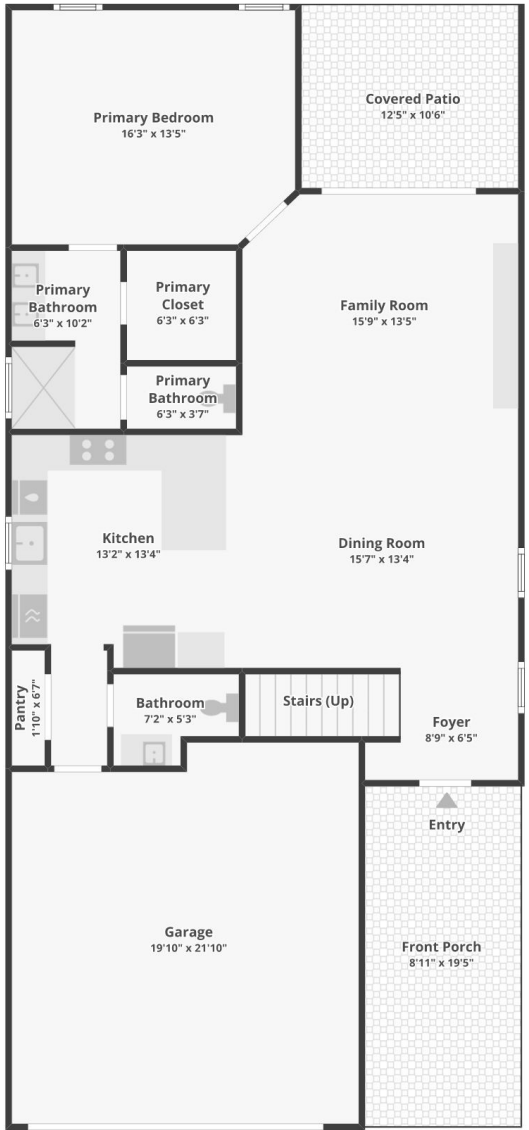 Primary Bedroom
16'3" x 13'5"
Covered Patio
12'5" x 10'6"
Primary
Bathroom
6'3" x 10'2"
Primary
Closet
6'3" x 6'3"
Family Room
15'9" x 13'5"
Primary
Bathroom
6'3" x 3'7"
Kitchen
13'2" x 13'4"
Dining Room
15'7" x 13'4"
Pantry
1'10" x 6'7"
Bathroom
7'2" x 5'3"
Stairs (Up)
Foyer
8'9" x 6'5"
Entry
Garage
19'10" x 21'10"
Front Porch
8'11" x 19'5"